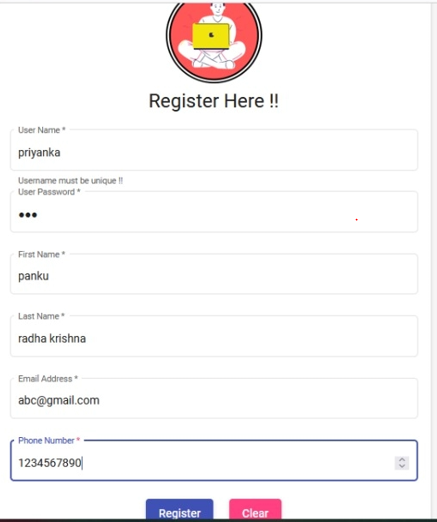 Register Here !!
User Name *
priyanka
Username must be unique !!
User Password *
•••
First Name *
panku
Last Name *
radha krishna
Email Address *
abc@gmail.com
Phone Number *
1234567890
Register Clear